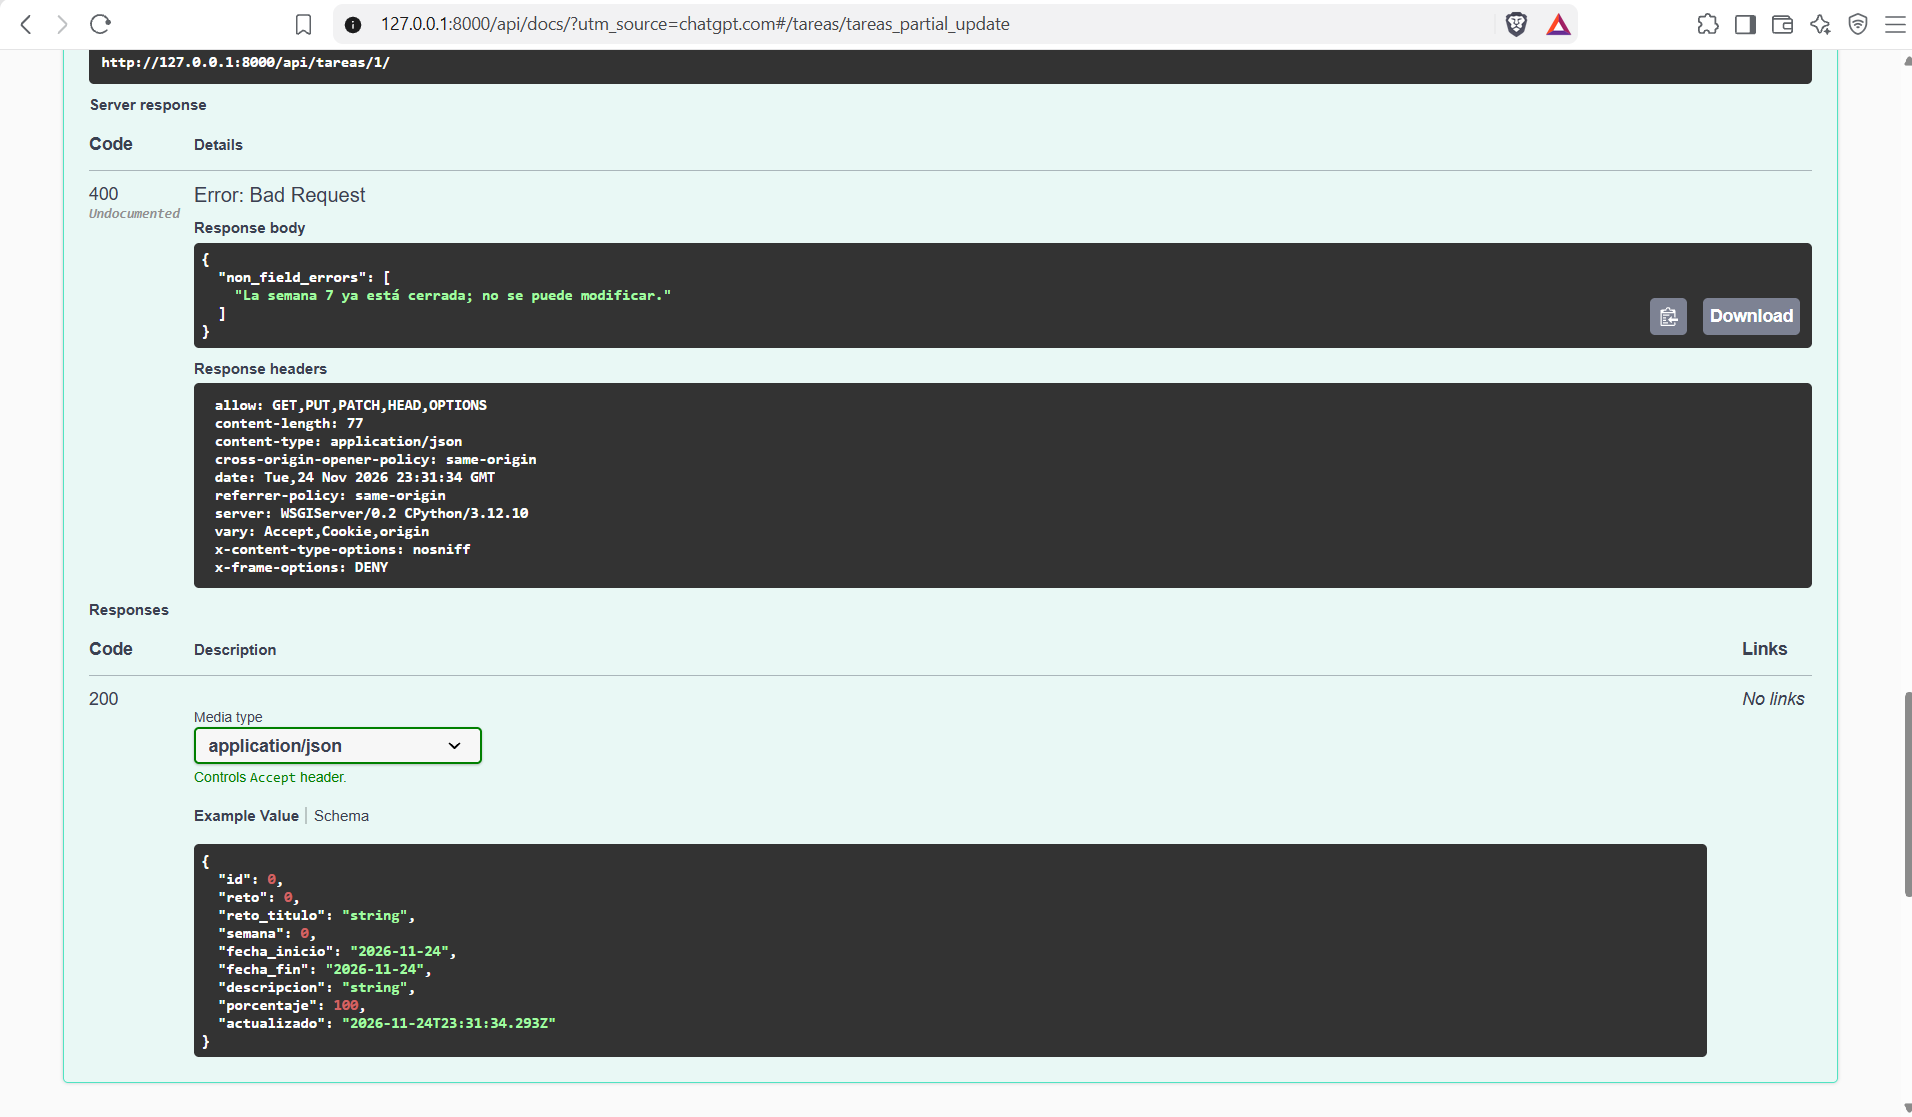 127.0.0.1:8000/api/docs/?utm_source=chatgpt.com#/tareas/tareas_partial_update
http://127.0.0.1:8000/api/tareas/1/
Server response
Code Details
400 Error: Bad Request
Undocumented
Response body
{
"non_field_errors": [
"La semana 7 ya está cerrada; no se puede modificar."
]
}
Download
Response headers
allow: GET,PUT,PATCH,HEAD,OPTIONS
content-length: 77
content-type: application/json
cross-origin-opener-policy: same-origin
date: Tue,24 Nov 2026 23:31:34 GMT
referrer-policy: same-origin
server: WSGIServer/0.2 CPython/3.12.10
vary: Accept,Cookie,origin
x-content-type-options: nosniff
x-frame-options: DENY
Responses
Code Description Links
200 No links
Media type
application/json
Controls Accept header.
Example Value Schema
{
"id": 0,
"reto": 0,
"reto_titulo": "string",
"semana": 0,
"fecha_inicio": "2026-11-24",
"fecha_fin": "2026-11-24",
"descripcion": "string",
"porcentaje": 100,
"actualizado": "2026-11-24T23:31:34.293Z"
}